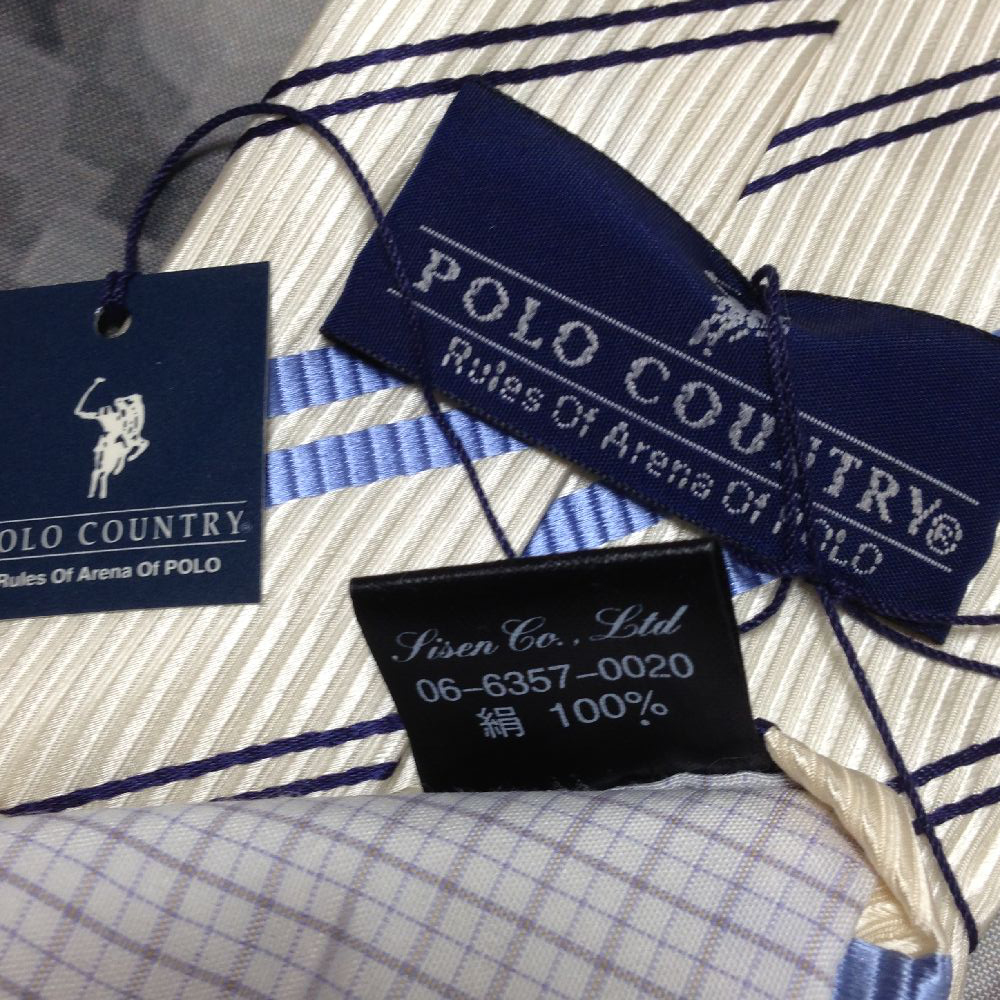 POLO COUNTRY®
Rules Of Arena Of POLO
OLO COUNTRY®
Rules Of Arena Of POLO
Sisen Co., Ltd
06-6357-0020
絹 100%